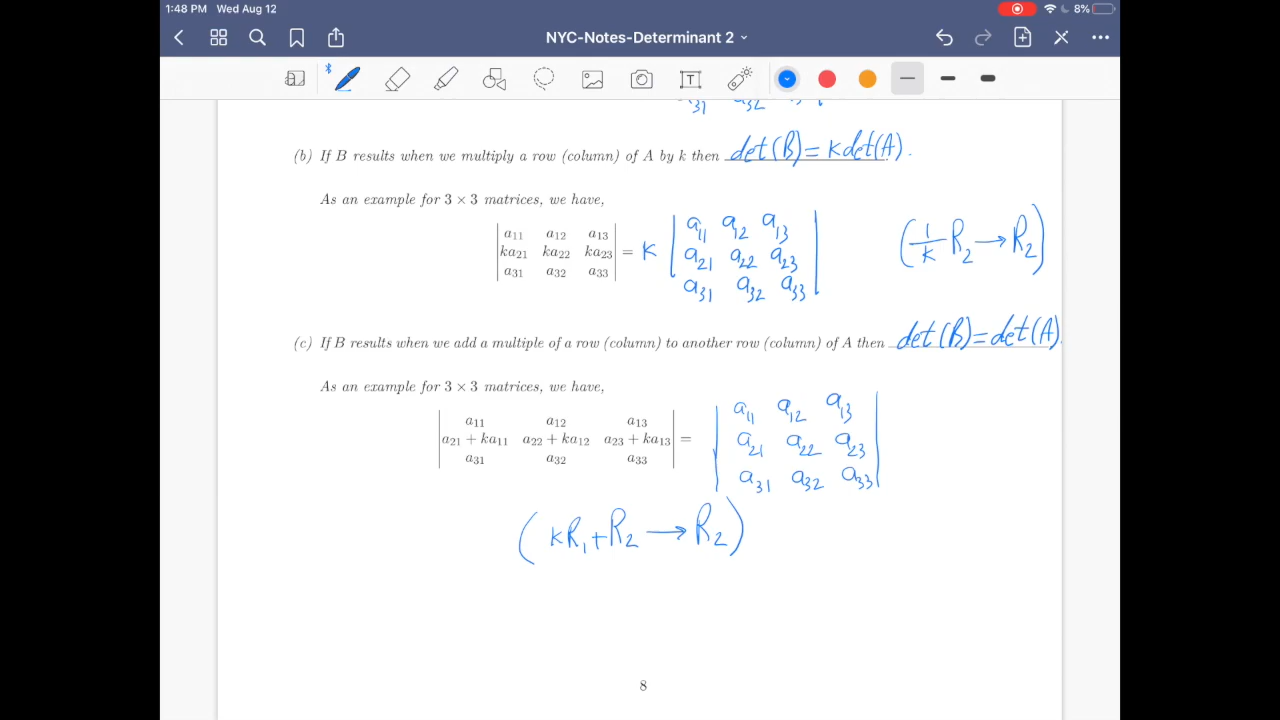 1:48 PM Wed Aug 12
8%
NYC-Notes-Determinant 2
T
a31 a32
(b) If B results when we multiply a row (column) of A by k then det(B) = k det(A).
As an example for 3 × 3 matrices, we have,
| a11 a12 a13 |
| ka21 ka22 ka23 | = k
| a31 a32 a33 |
| a11 a12 a13 |
| a21 a22 a23 |
| a31 a32 a33 |
(1/k R2 → R2)
(c) If B results when we add a multiple of a row (column) to another row (column) of A then det(B) = det(A).
As an example for 3 × 3 matrices, we have,
| a11 a12 a13 |
| a21 + ka11 a22 + ka12 a23 + ka13 | =
| a31 a32 a33 |
| a11 a12 a13 |
| a21 a22 a23 |
| a31 a32 a33 |
(kR1 + R2 → R2)
8